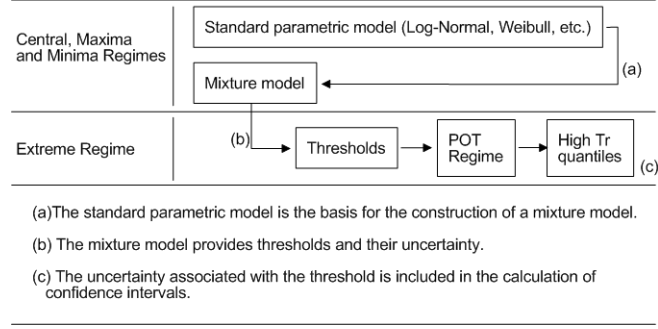 Central, Maxima
and Minima Regimes
Standard parametric model (Log-Normal, Weibull, etc.)
(a)
Mixture model
Extreme Regime
(b)
Thresholds
POT
Regime
High Tr
quantiles
(c)
(a)The standard parametric model is the basis for the construction of a mixture model.
(b) The mixture model provides thresholds and their uncertainty.
(c) The uncertainty associated with the threshold is included in the calculation of
confidence intervals.